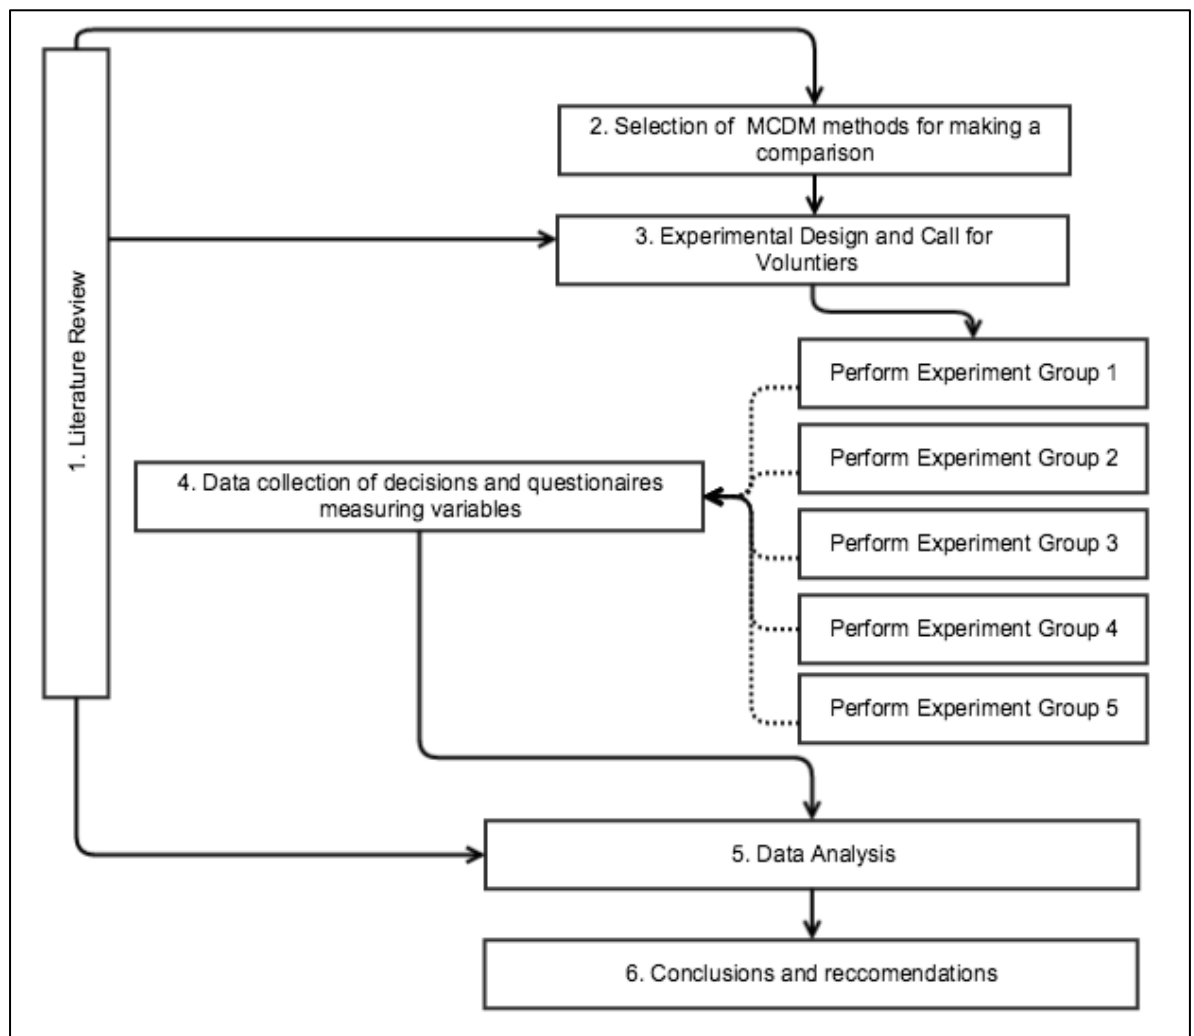 1. Literature Review
2. Selection of MCDM methods for making a
comparison
3. Experimental Design and Call for
Voluntiers
Perform Experiment Group 1
Perform Experiment Group 2
Perform Experiment Group 3
Perform Experiment Group 4
Perform Experiment Group 5
4. Data collection of decisions and questionaires
measuring variables
5. Data Analysis
6. Conclusions and reccomendations